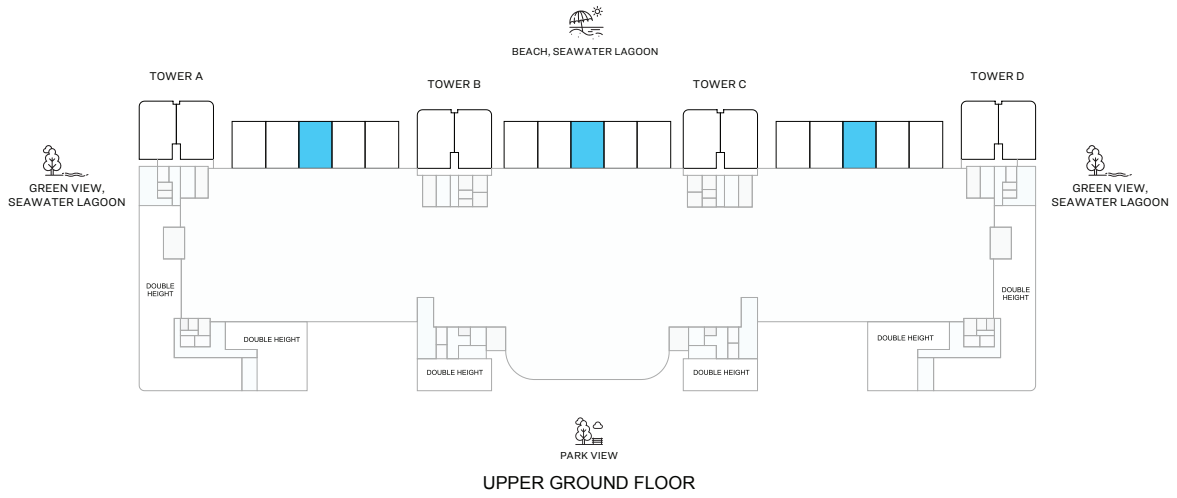 BEACH, SEAWATER LAGOON
TOWER A
TOWER B
TOWER C
TOWER D
GREEN VIEW,
SEAWATER LAGOON
GREEN VIEW,
SEAWATER LAGOON
DOUBLE
HEIGHT
DOUBLE
HEIGHT
DOUBLE HEIGHT
DOUBLE HEIGHT
DOUBLE HEIGHT
DOUBLE HEIGHT
PARK VIEW
UPPER GROUND FLOOR